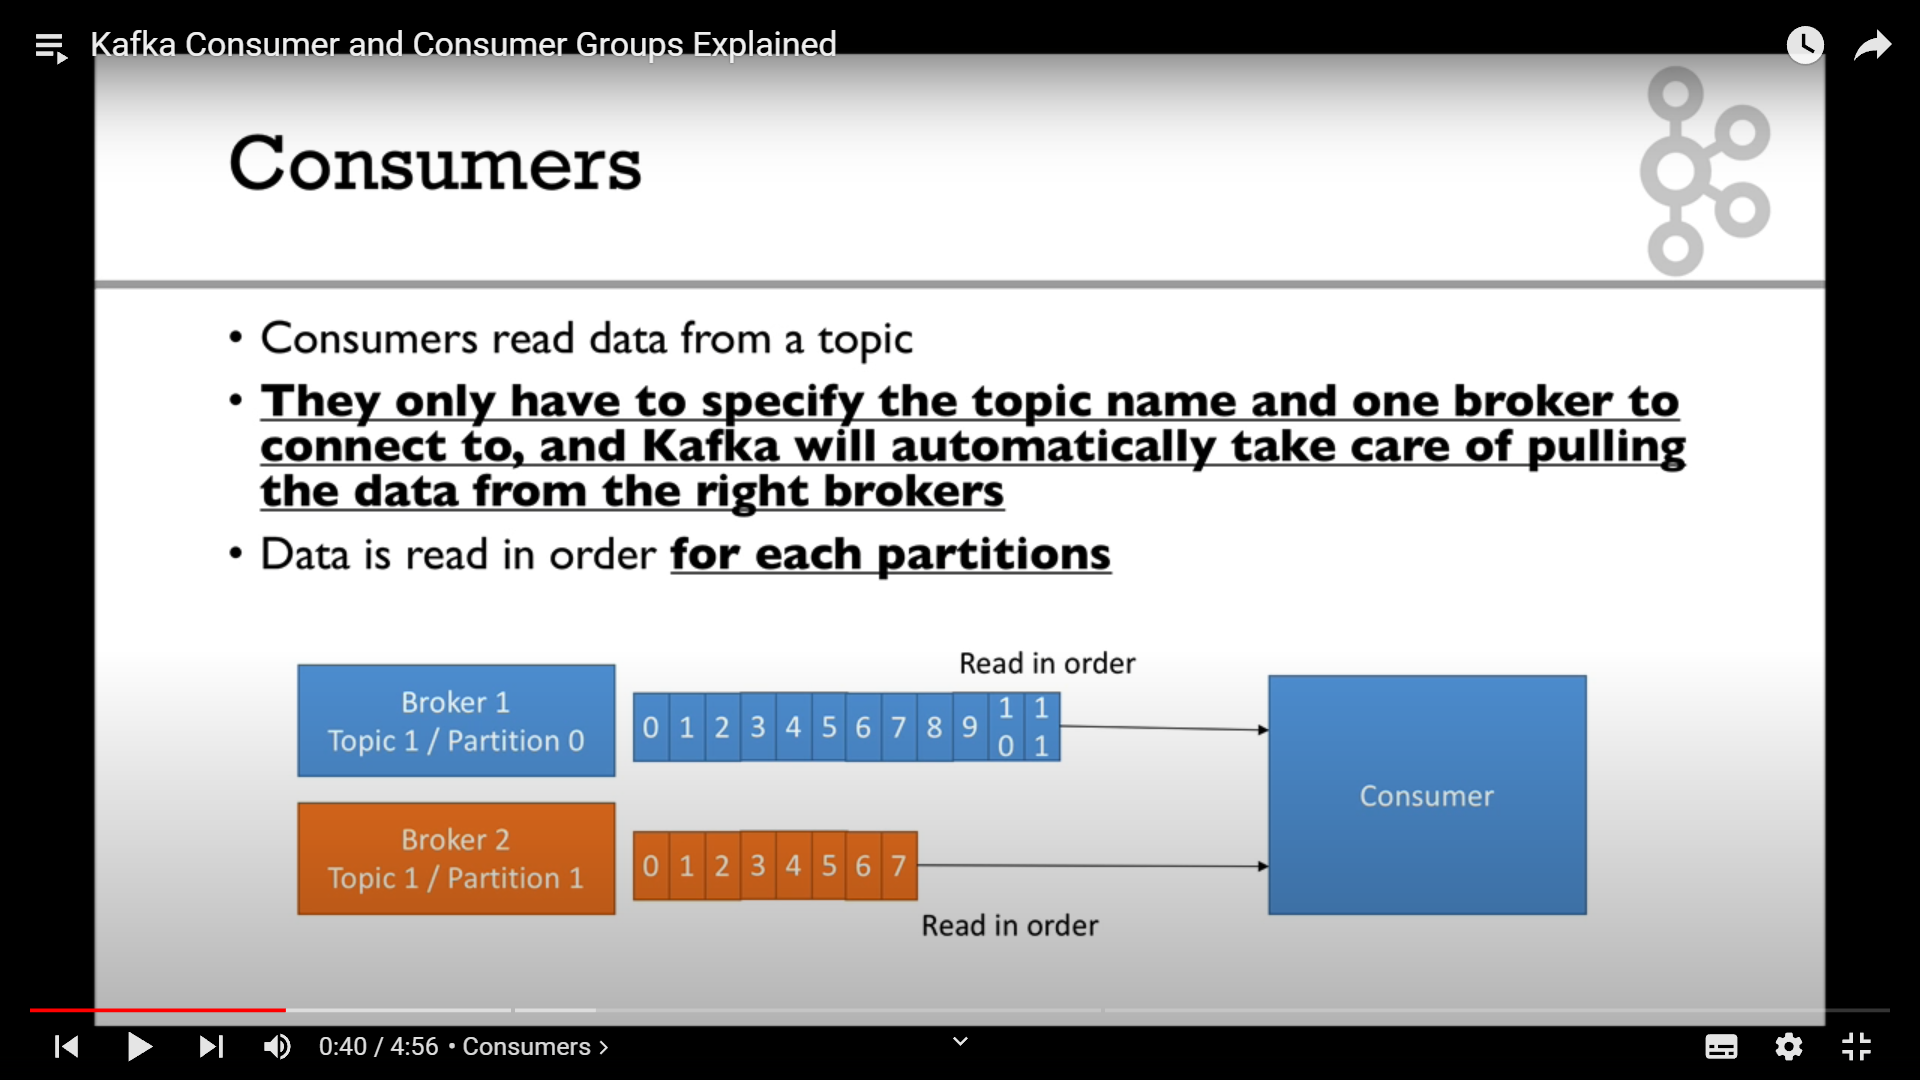 Kafka Consumer and Consumer Groups Explained
Consumers
• Consumers read data from a topic
• They only have to specify the topic name and one broker to
connect to, and Kafka will automatically take care of pulling
the data from the right brokers
• Data is read in order for each partitions
Read in order
Broker 1
Topic 1 / Partition 0
0 1 2 3 4 5 6 7 8 9 10 11
Consumer
Broker 2
Topic 1 / Partition 1
0 1 2 3 4 5 6 7
Read in order
0:40 / 4:56 • Consumers >